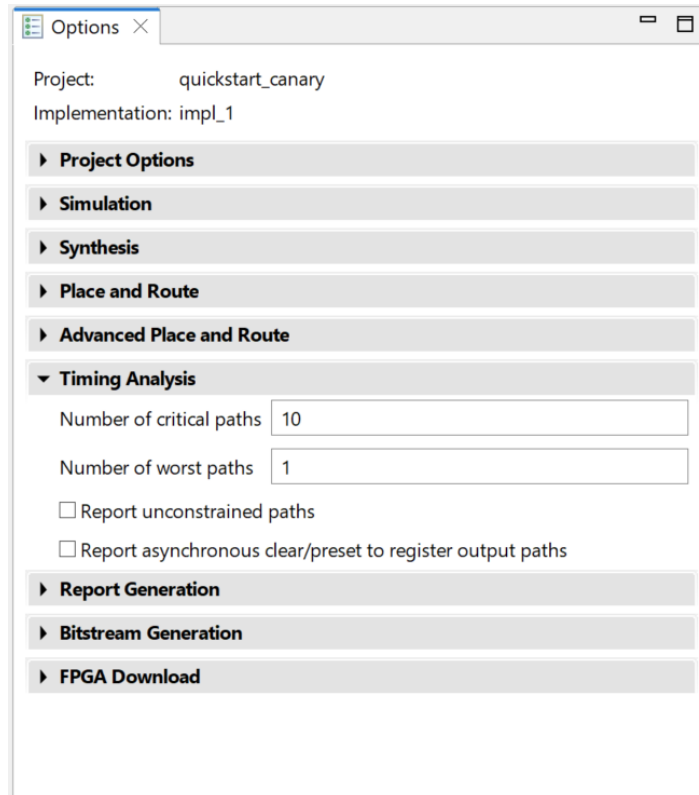 Options
Project: quickstart_canary
Implementation: impl_1
Project Options
Simulation
Synthesis
Place and Route
Advanced Place and Route
Timing Analysis
Number of critical paths 10
Number of worst paths 1
Report unconstrained paths
Report asynchronous clear/preset to register output paths
Report Generation
Bitstream Generation
FPGA Download